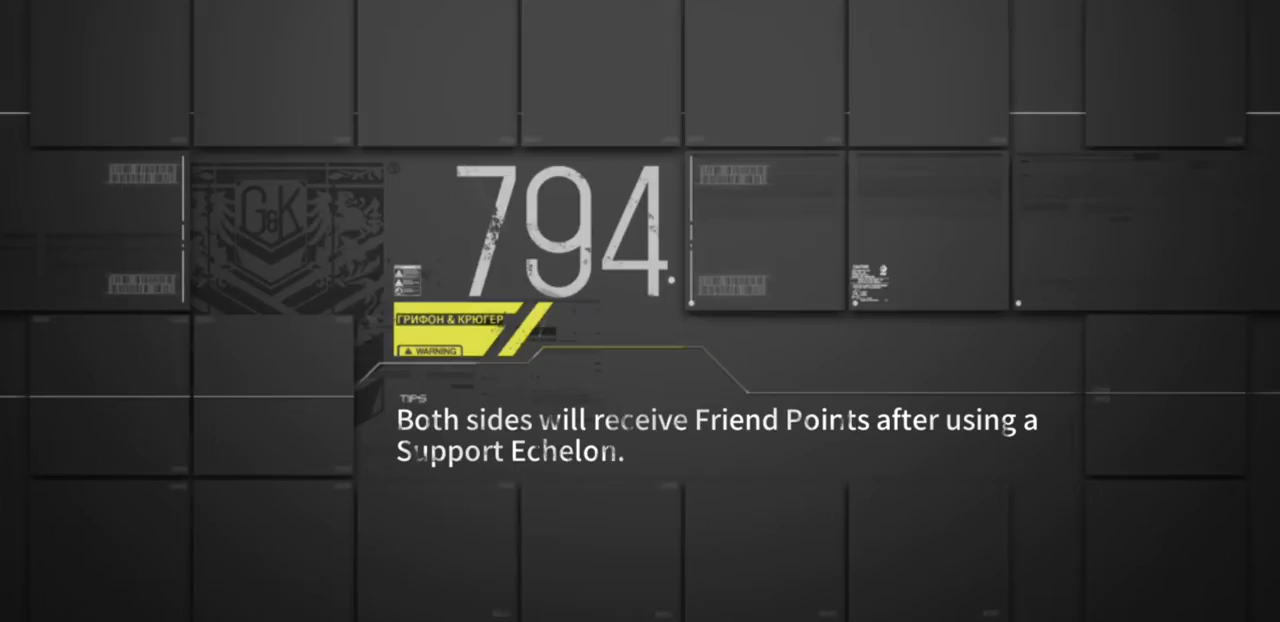 G&K
794.
ГРИФОН & КРЮГЕР
WARNING
TIPS
Both sides will receive Friend Points after using a
Support Echelon.